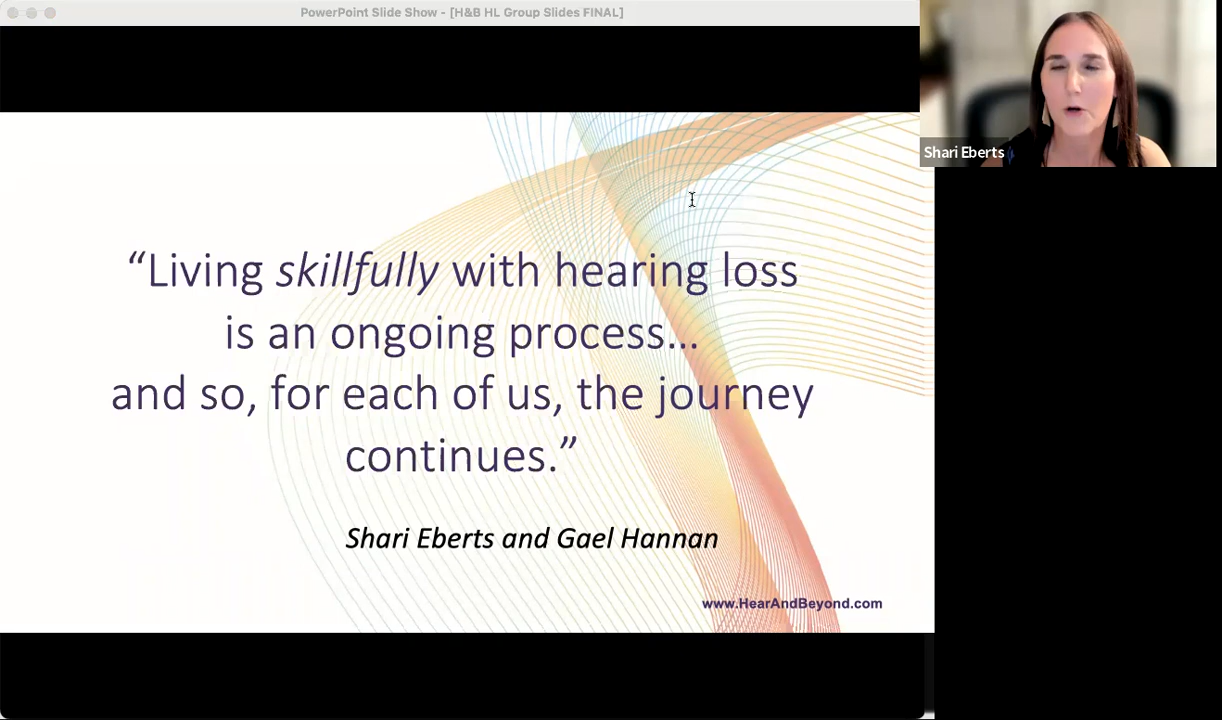 PowerPoint Slide Show - [H&B HL Group Slides FINAL]
Shari Eberts
“Living skillfully with hearing loss
is an ongoing process...
and so, for each of us, the journey
continues.”
Shari Eberts and Gael Hannan
www.HearAndBeyond.com